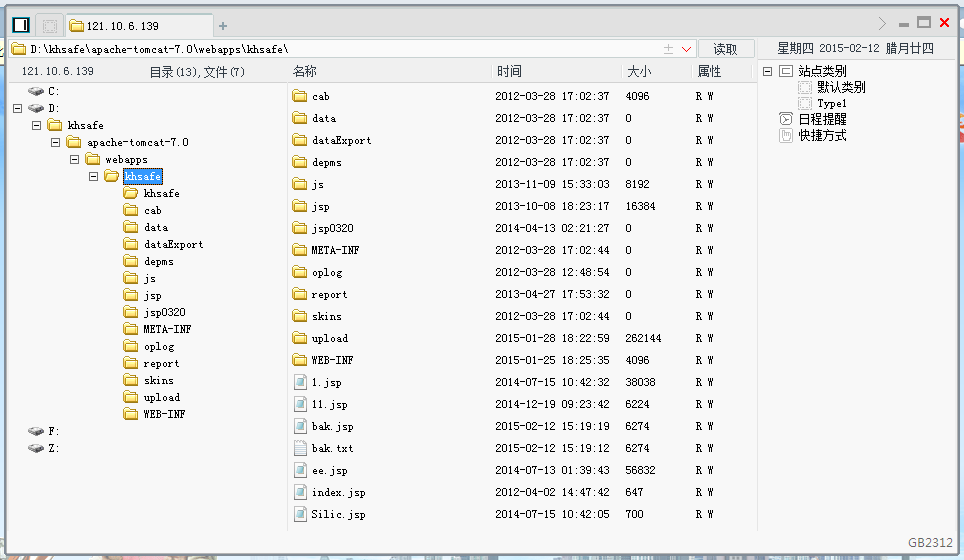 121.10.6.139
D:\khsafe\apache-tomcat-7.0\webapps\khsafe\ 读取 星期四 2015-02-12 腊月廿四
121.10.6.139 目录(13),文件(7) 名称 时间 大小 属性
C:
D:
khsafe
apache-tomcat-7.0
webapps
khsafe
khsafe
cab
data
dataExport
depms
js
jsp
jsp0320
META-INF
oplog
report
skins
upload
WEB-INF
F:
Z:
cab 2012-03-28 17:02:37 4096 R W
data 2012-03-28 17:02:37 0 R W
dataExport 2012-03-28 17:02:37 0 R W
depms 2012-03-28 17:02:37 0 R W
js 2013-11-09 15:33:03 8192 R W
jsp 2013-10-08 18:23:17 16384 R W
jsp0320 2014-04-13 02:21:27 0 R W
META-INF 2012-03-28 17:02:44 0 R W
oplog 2012-03-28 12:48:54 0 R W
report 2013-04-27 17:53:32 0 R W
skins 2012-03-28 17:02:44 0 R W
upload 2015-01-28 18:22:59 262144 R W
WEB-INF 2015-01-25 18:25:35 4096 R W
1.jsp 2014-07-15 10:42:32 38038 R W
11.jsp 2014-12-19 09:23:42 6224 R W
bak.jsp 2015-02-12 15:19:19 6274 R W
bak.txt 2015-02-12 15:19:12 6274 R W
ee.jsp 2014-07-13 01:39:43 56832 R W
index.jsp 2012-04-02 14:47:42 647 R W
Silic.jsp 2014-07-15 10:42:05 700 R W
站点类别
默认类别
Type1
日程提醒
快捷方式
GB2312